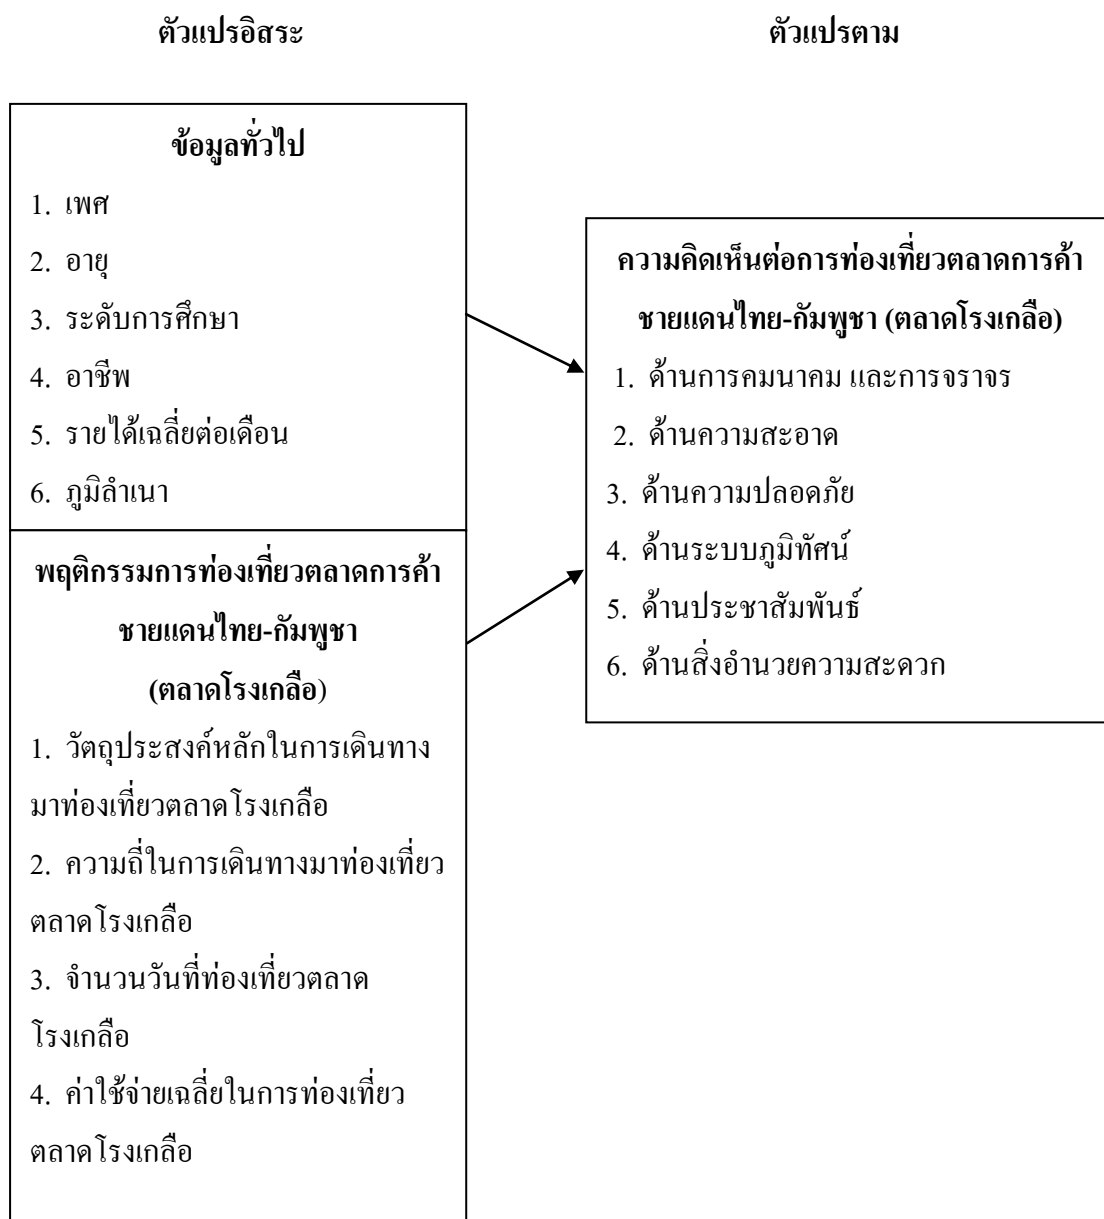 ตัวแปรอิสระ
ตัวแปรตาม
ข้อมูลทั่วไป
1. เพศ
2. อายุ
3. ระดับการศึกษา
4. อาชีพ
5. รายได้เฉลี่ยต่อเดือน
6. ภูมิลำเนา
พฤติกรรมการท่องเที่ยวตลาดการค้า
ชายแดนไทย-กัมพูชา
(ตลาดโรงเกลือ)
1. วัตถุประสงค์หลักในการเดินทาง
มาท่องเที่ยวตลาดโรงเกลือ
2. ความถี่ในการเดินทางมาท่องเที่ยว
ตลาดโรงเกลือ
3. จำนวนวันที่ท่องเที่ยวตลาด
โรงเกลือ
4. ค่าใช้จ่ายเฉลี่ยในการท่องเที่ยว
ตลาดโรงเกลือ
ความคิดเห็นต่อการท่องเที่ยวตลาดการค้า
ชายแดนไทย-กัมพูชา (ตลาดโรงเกลือ)
1. ด้านการคมนาคม และการจราจร
2. ด้านความสะอาด
3. ด้านความปลอดภัย
4. ด้านระบบภูมิทัศน์
5. ด้านประชาสัมพันธ์
6. ด้านสิ่งอำนวยความสะดวก